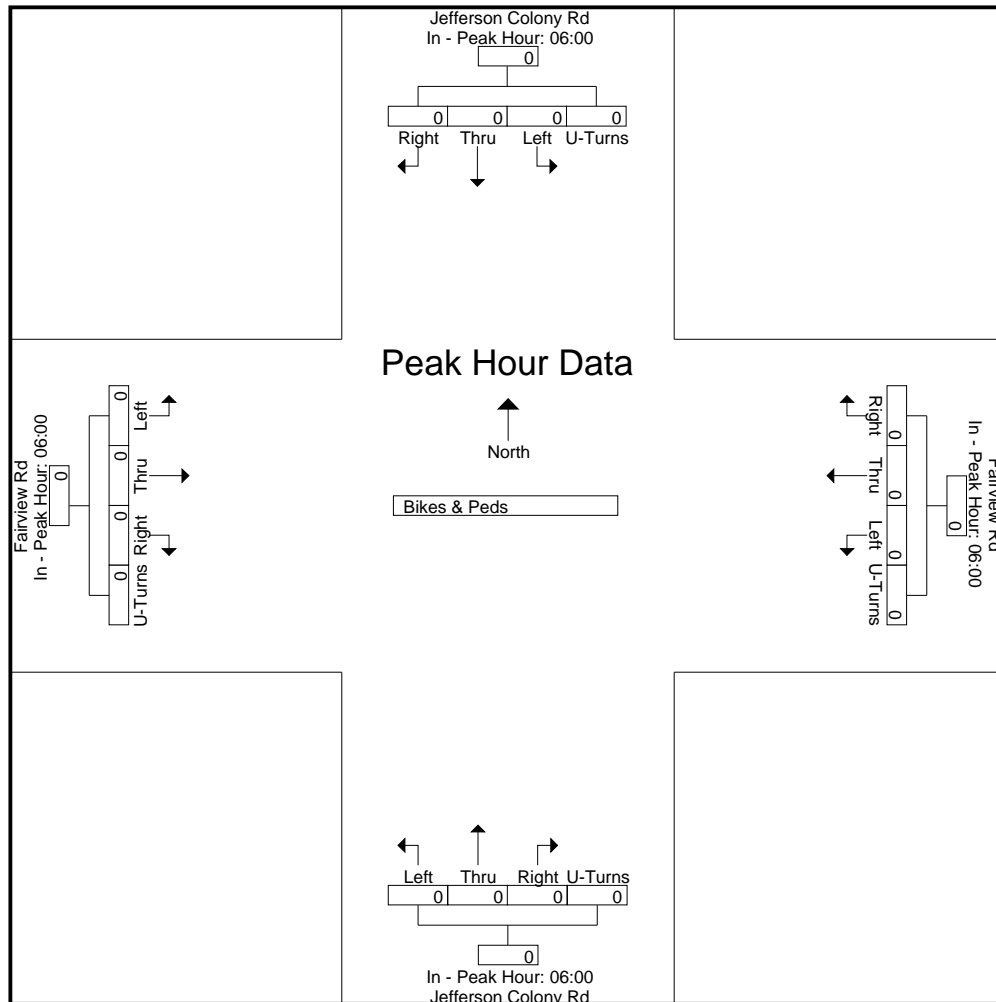 Jefferson Colony Rd
In - Peak Hour: 06:00
0
0 0 0 0
Right Thru Left U-Turns
Peak Hour Data
North
Bikes & Peds
Fairview Rd
In - Peak Hour: 06:00
0
0 0 0 0
Left Thru Right U-Turns
Right Thru Left U-Turns
0 0 0 0
0
In - Peak Hour: 06:00
Fairview Rd
Left Thru Right U-Turns
0 0 0 0
0
In - Peak Hour: 06:00
Jefferson Colony Rd